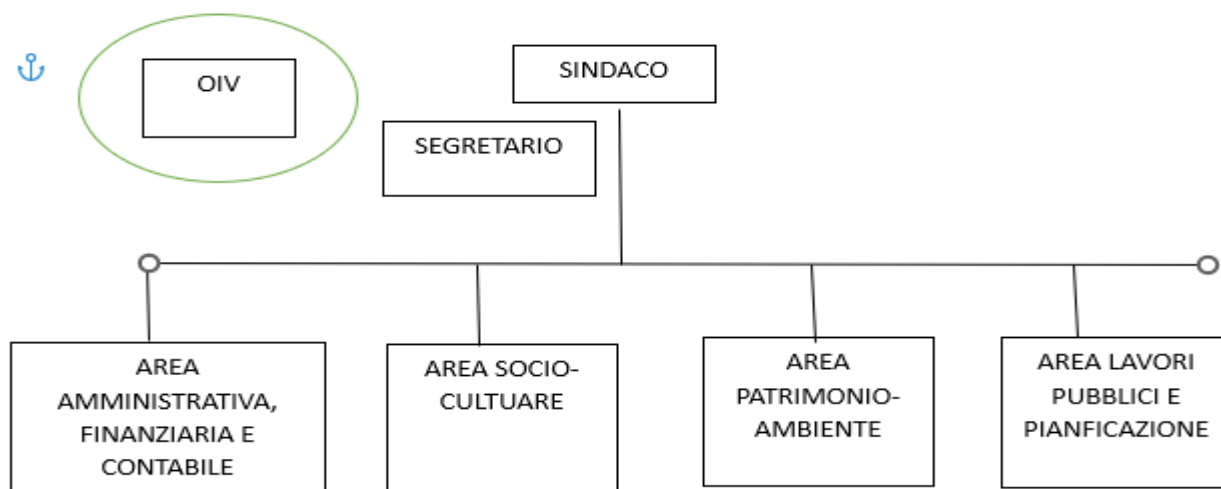 OIV
SINDACO
SEGRETARIO
AREA
AMMINISTRATIVA,
FINANZIARIA E
CONTABILE
AREA SOCIO-
CULTUARE
AREA
PATRIMONIO-
AMBIENTE
AREA LAVORI
PUBBLICI E
PIANFICAZIONE